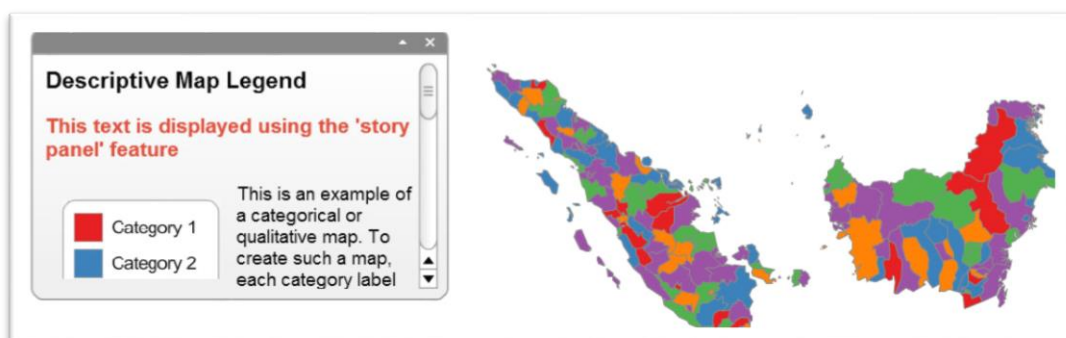 Descriptive Map Legend
This text is displayed using the 'story
panel' feature
Category 1
Category 2
This is an example of
a categorical or
qualitative map. To
create such a map,
each category label